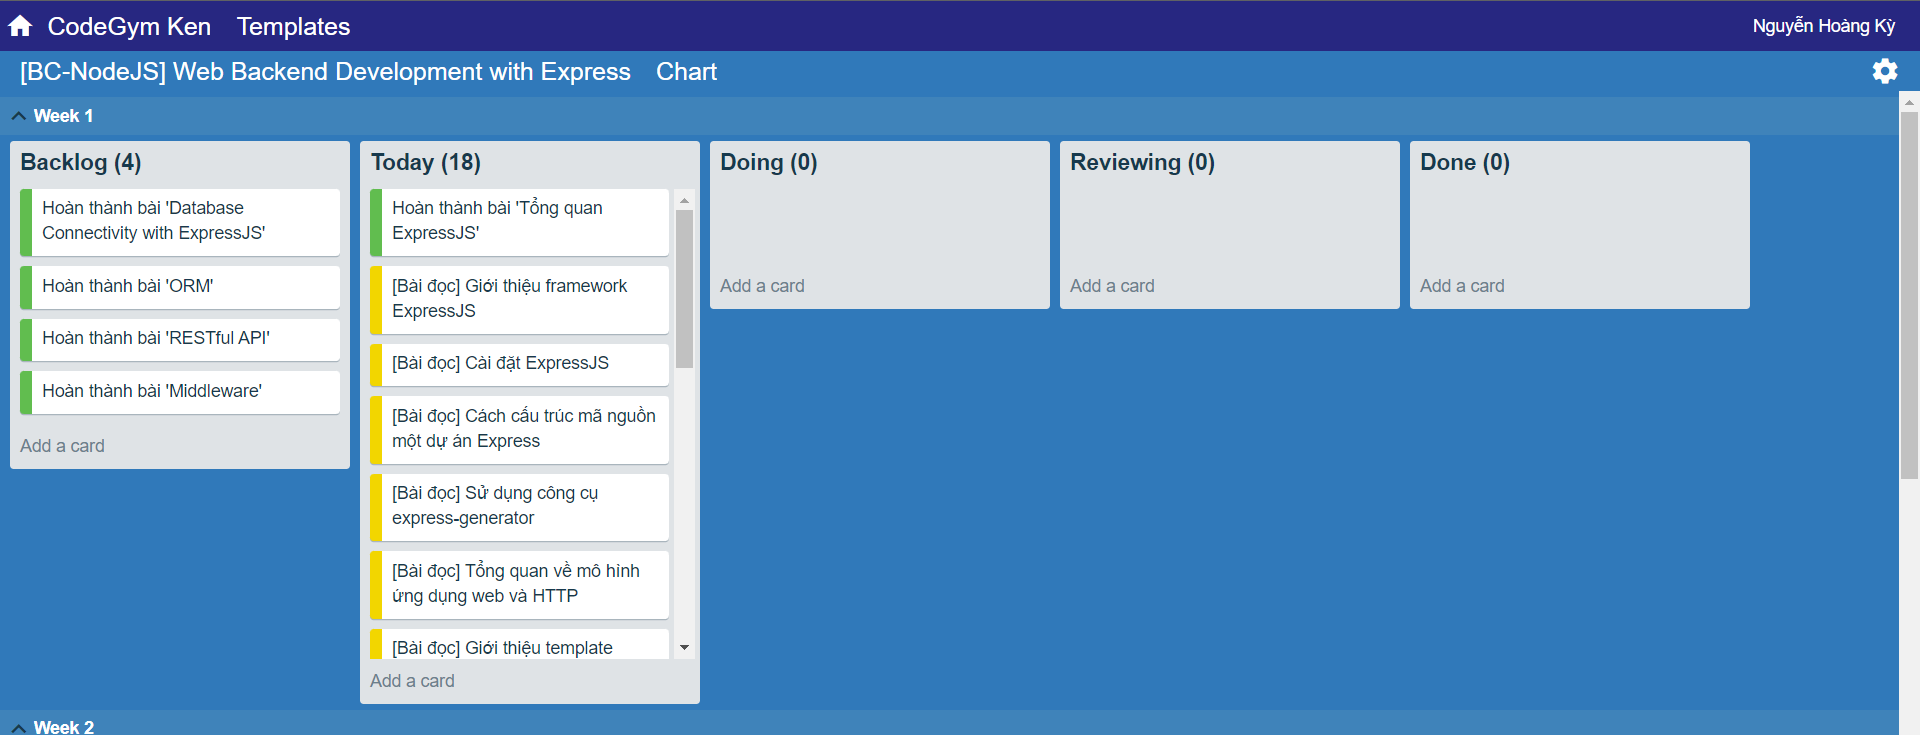 CodeGym Ken Templates Nguyễn Hoàng Kỳ
[BC-NodeJS] Web Backend Development with Express Chart
Week 1
Backlog (4)
Hoàn thành bài 'Database
Connectivity with ExpressJS'
Hoàn thành bài 'ORM'
Hoàn thành bài 'RESTful API'
Hoàn thành bài 'Middleware'
Add a card
Today (18)
Hoàn thành bài 'Tổng quan
ExpressJS'
[Bài đọc] Giới thiệu framework
ExpressJS
[Bài đọc] Cài đặt ExpressJS
[Bài đọc] Cách cấu trúc mã nguồn
một dự án Express
[Bài đọc] Sử dụng công cụ
express-generator
[Bài đọc] Tổng quan về mô hình
ứng dụng web và HTTP
[Bài đọc] Giới thiệu template
Add a card
Doing (0)
Add a card
Reviewing (0)
Add a card
Done (0)
Add a card
Week 2